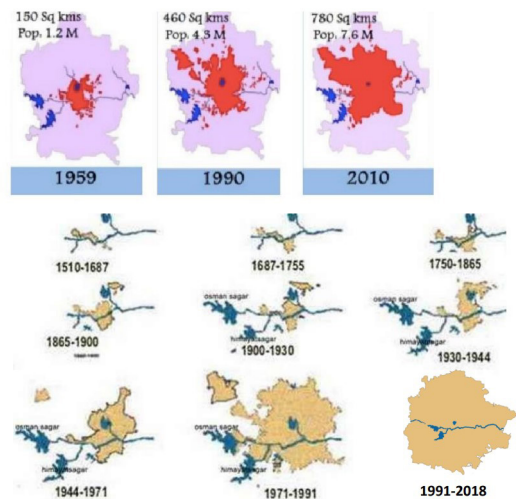 150 Sq kms
Pop. 1.2 M
460 Sq kms
Pop. 4.3 M
780 Sq kms
Pop. 7.6 M
1959
1990
2010
1510-1687
1687-1755
1750-1865
1865-1900
osman sagar
himayatsagar
1900-1930
osman sagar
1930-1944
osman sagar
himayatsagar
1944-1971
osman sagar
himayatsagar
1971-1991
1991-2018